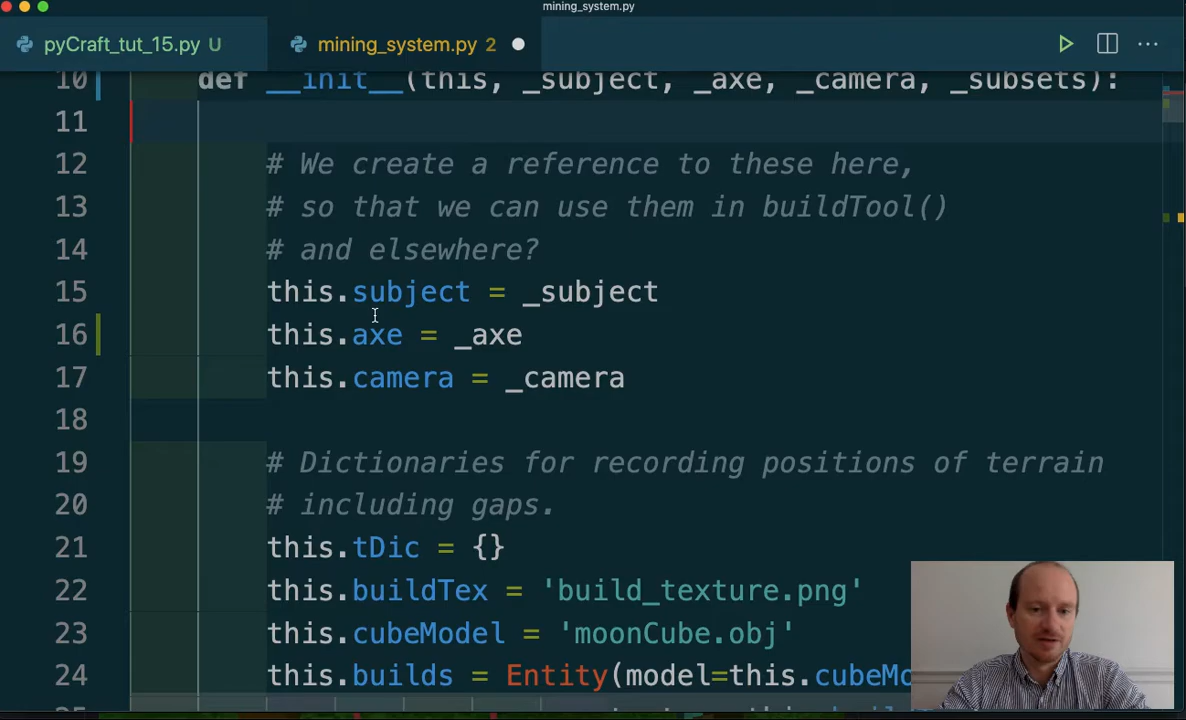 mining_system.py
pyCraft_tut_15.py U
mining_system.py 2
10 def __init__(this, _subject, _axe, _camera, _subsets):
11
12 # We create a reference to these here,
13 # so that we can use them in buildTool()
14 # and elsewhere?
15 this.subject = _subject
16 this.axe = _axe
17 this.camera = _camera
18
19 # Dictionaries for recording positions of terrain
20 # including gaps.
21 this.tDic = {}
22 this.buildTex = 'build_texture.png'
23 this.cubeModel = 'moonCube.obj'
24 this.builds = Entity(model=this.cubeMo